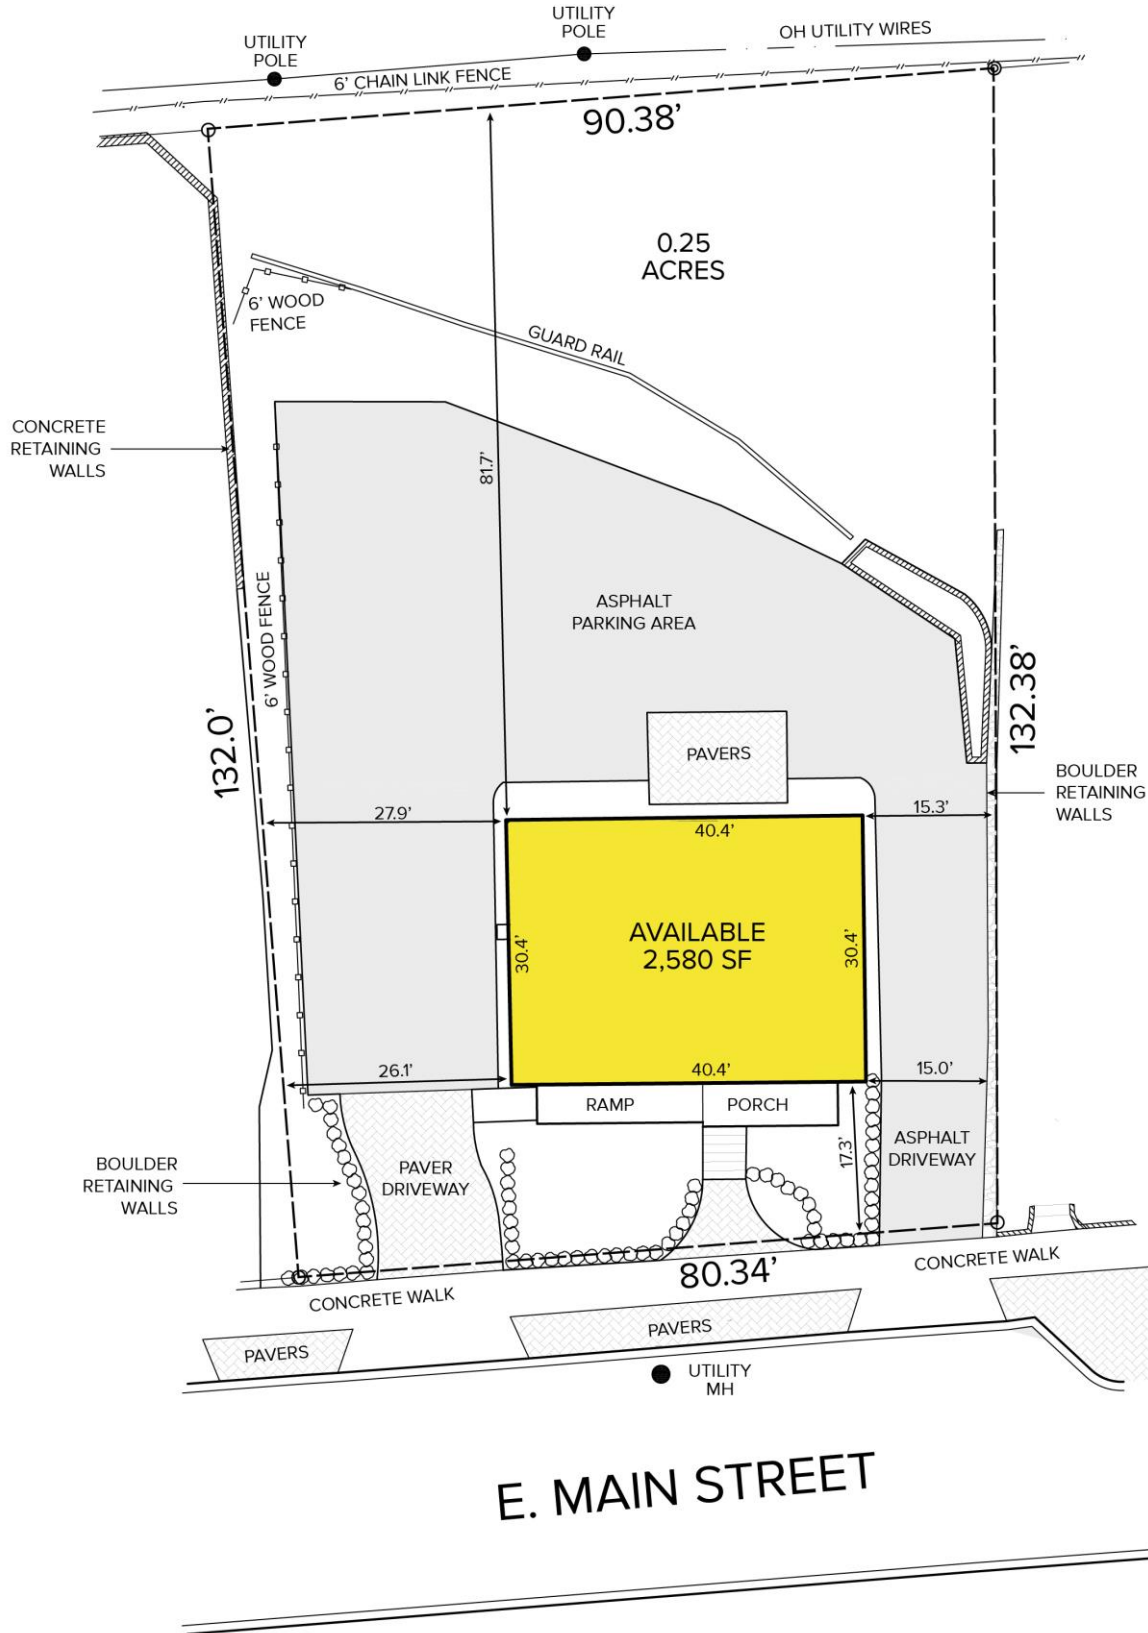 UTILITY
POLE
UTILITY
POLE
OH UTILITY WIRES
6' CHAIN LINK FENCE
90.38'
0.25
ACRES
6' WOOD
FENCE
GUARD RAIL
CONCRETE
RETAINING
WALLS
81.7'
6' WOOD FENCE
ASPHALT
PARKING AREA
132.0'
132.38'
PAVERS
BOULDER
RETAINING
WALLS
27.9'
40.4'
15.3'
AVAILABLE
2,580 SF
30.4'
30.4'
26.1'
40.4'
15.0'
RAMP
PORCH
17.3'
ASPHALT
DRIVEWAY
BOULDER
RETAINING
WALLS
PAVER
DRIVEWAY
80.34'
CONCRETE WALK
CONCRETE WALK
PAVERS
PAVERS
UTILITY
MH
E. MAIN STREET